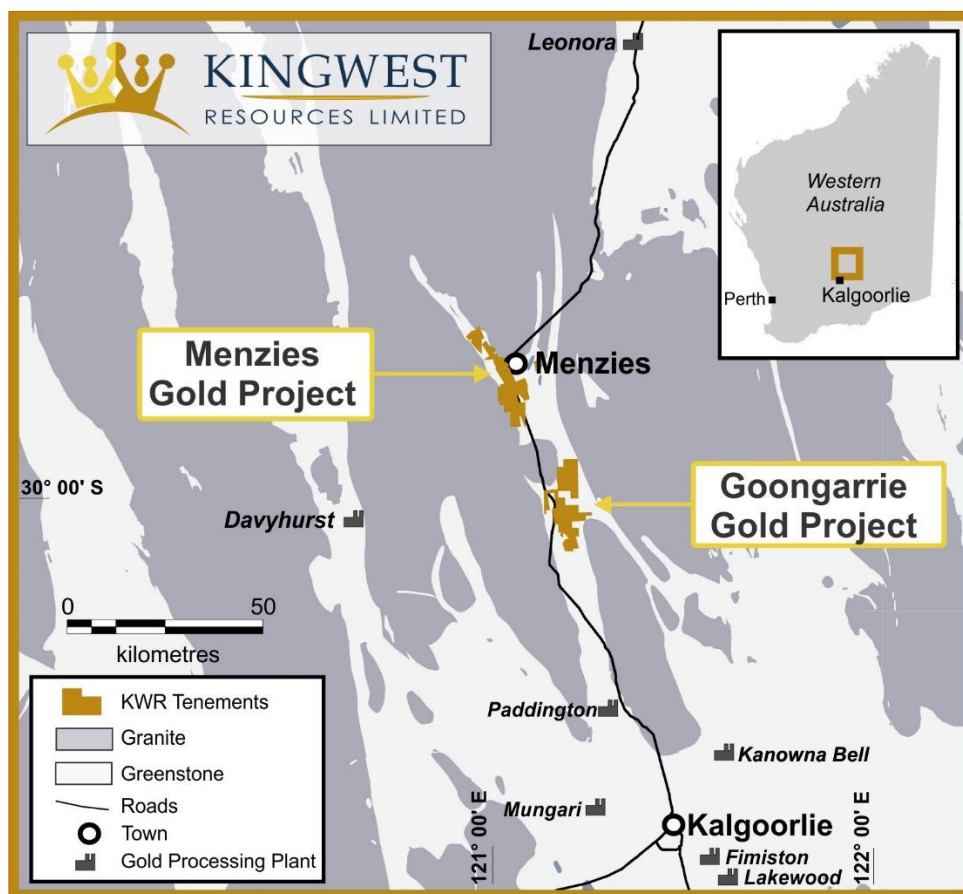 KINGWEST
RESOURCES LIMITED
Leonora
Western
Australia
Perth
Kalgoorlie
Menzies
Gold Project
Menzies
30° 00' S
Davyhurst
Goongarrie
Gold Project
0 50
kilometres
KWR Tenements
Granite
Greenstone
Roads
Town
Gold Processing Plant
Paddington
Kanowna Bell
Mungari
121° 00' E
122° E
Kalgoorlie
Fimiston
Lakewood